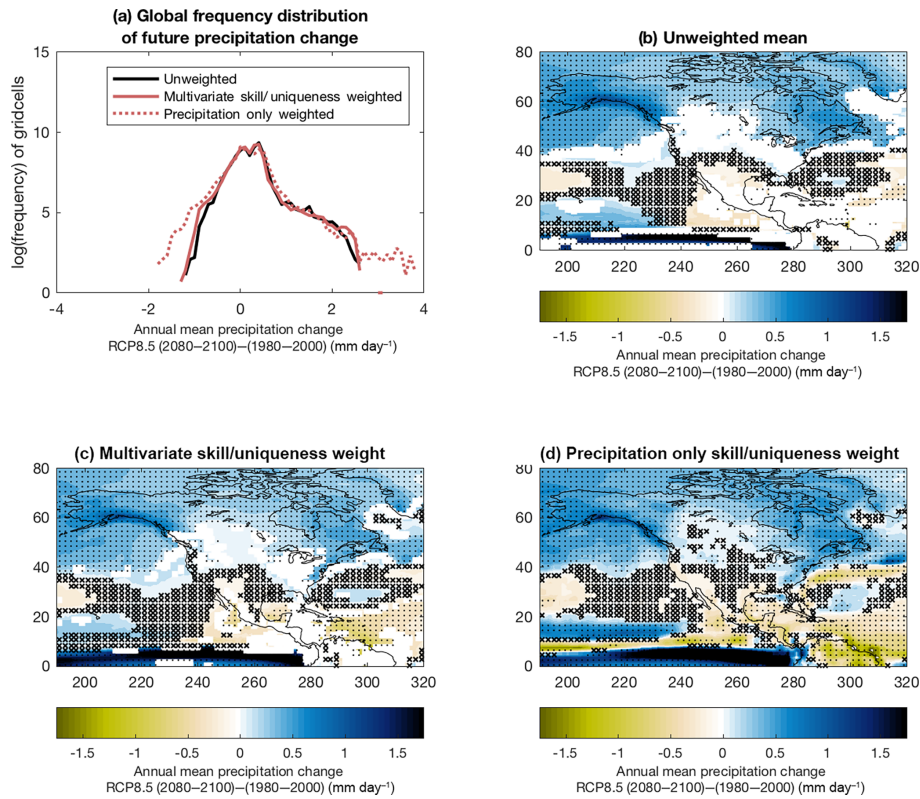 (a) Global frequency distribution
of future precipitation change
15
10
5
0
log(frequency) of gridcells
Unweighted
Multivariate skill/uniqueness weighted
Precipitation only weighted
-4 -2 0 2 4
Annual mean precipitation change
RCP8.5 (2080–2100)–(1980–2000) (mm day⁻¹)
(b) Unweighted mean
80
60
40
20
0
200 220 240 260 280 300 320
-1.5 -1 -0.5 0 0.5 1 1.5
Annual mean precipitation change
RCP8.5 (2080–2100)–(1980–2000) (mm day⁻¹)
(c) Multivariate skill/uniqueness weight
80
60
40
20
0
200 220 240 260 280 300 320
-1.5 -1 -0.5 0 0.5 1 1.5
Annual mean precipitation change
RCP8.5 (2080–2100)–(1980–2000) (mm day⁻¹)
(d) Precipitation only skill/uniqueness weight
80
60
40
20
0
200 220 240 260 280 300 320
-1.5 -1 -0.5 0 0.5 1 1.5
Annual mean precipitation change
RCP8.5 (2080–2100)–(1980–2000) (mm day⁻¹)